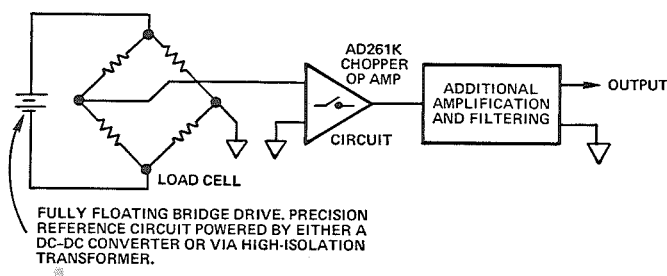 AD261K
CHOPPER
OP AMP
ADDITIONAL
AMPLIFICATION
AND FILTERING
OUTPUT
CIRCUIT
LOAD CELL
FULLY FLOATING BRIDGE DRIVE. PRECISION
REFERENCE CIRCUIT POWERED BY EITHER A
DC-DC CONVERTER OR VIA HIGH-ISOLATION
TRANSFORMER.